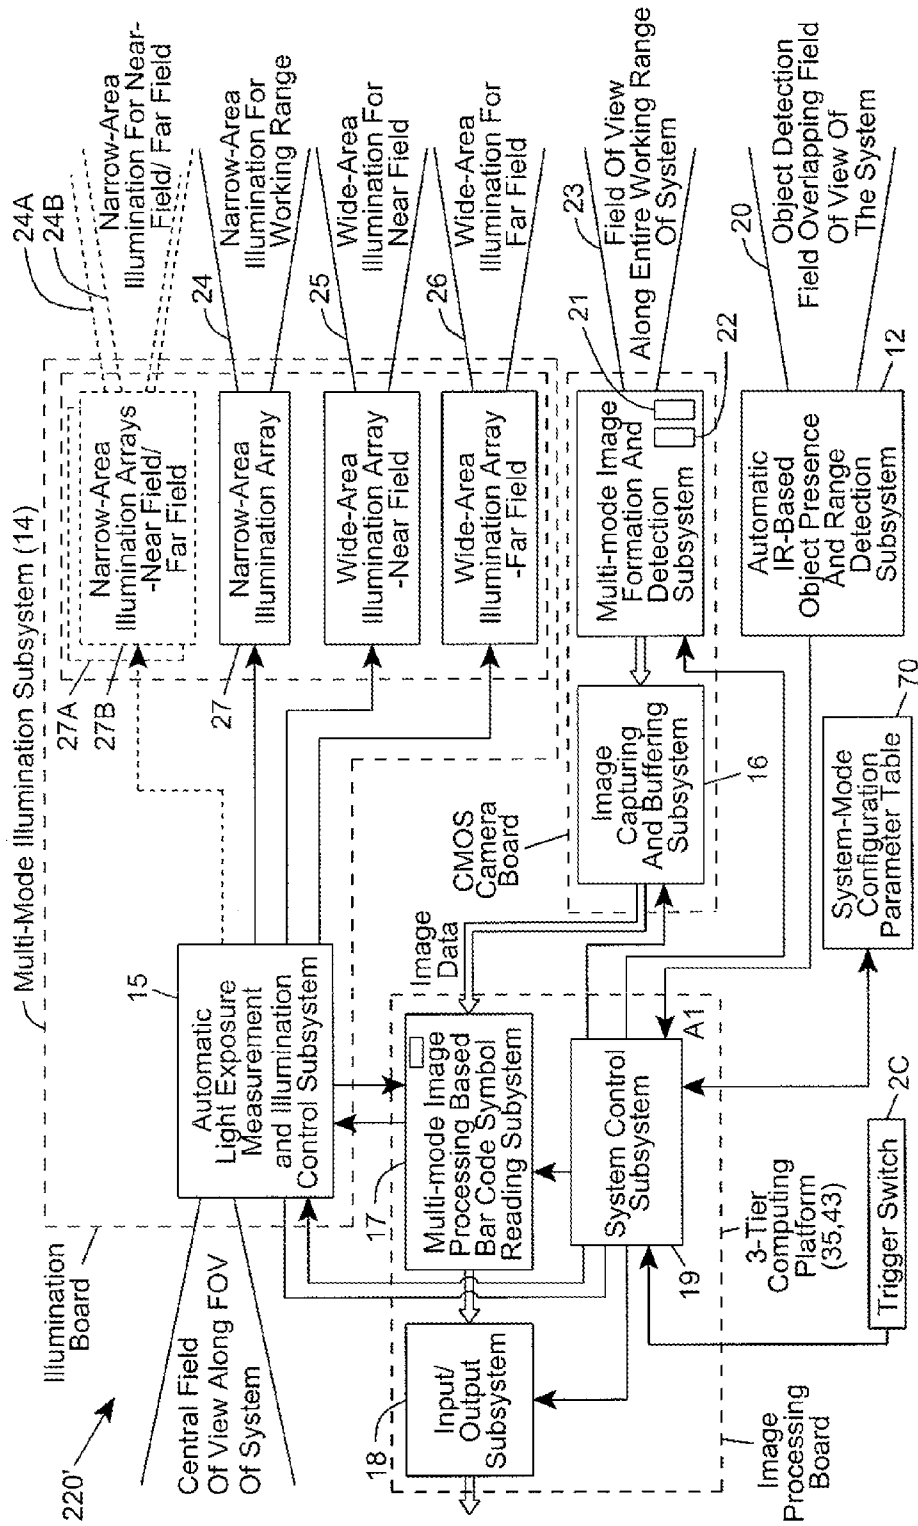 Multi-Mode Illumination Subsystem (14)
24A
24B
Narrow-Area
Illumination For Near-
Field/ Far Field
27A
27B
Narrow-Area
Illumination Arrays
-Near Field/
Far Field
24
Narrow-Area
Illumination For
Working Range
27
Narrow-Area
Illumination Array
25
Wide-Area
Illumination For
Near Field
Wide-Area
Illumination Array
-Near Field)
26
Wide-Area
Illumination For
Far Field
Wide-Area
Illumination Array
-Far Field)
15
Automatic
Light Exposure
Measurement
and Illumination
Control Subsystem
Illumination
Board
220'
Central Field
Of View Along FOV
Of System
23
Field Of View
Along Entire Working Range
Of System
21
22
Multi-mode Image
Formation And
Detection
Subsystem
CMOS
Camera
Board
Image
Capturing
And Buffering
Subsystem
16
Image
Data
17
Multi-mode Image
Processing Based
Bar Code Symbol
Reading Subystem
18
Input/
Output
Subsystem
20
Object Detection
Field Overlapping Field
Of View Of
The System
12
Automatic
IR-Based
Object Presence
And Range
Detection
Subsystem
System Control
Subsystem
19
A1
70
System-Mode
Configuration
Parameter Table
3-Tier
Computing
Platform
(35,43)
2C
Trigger Switch
Image
Processing
Board